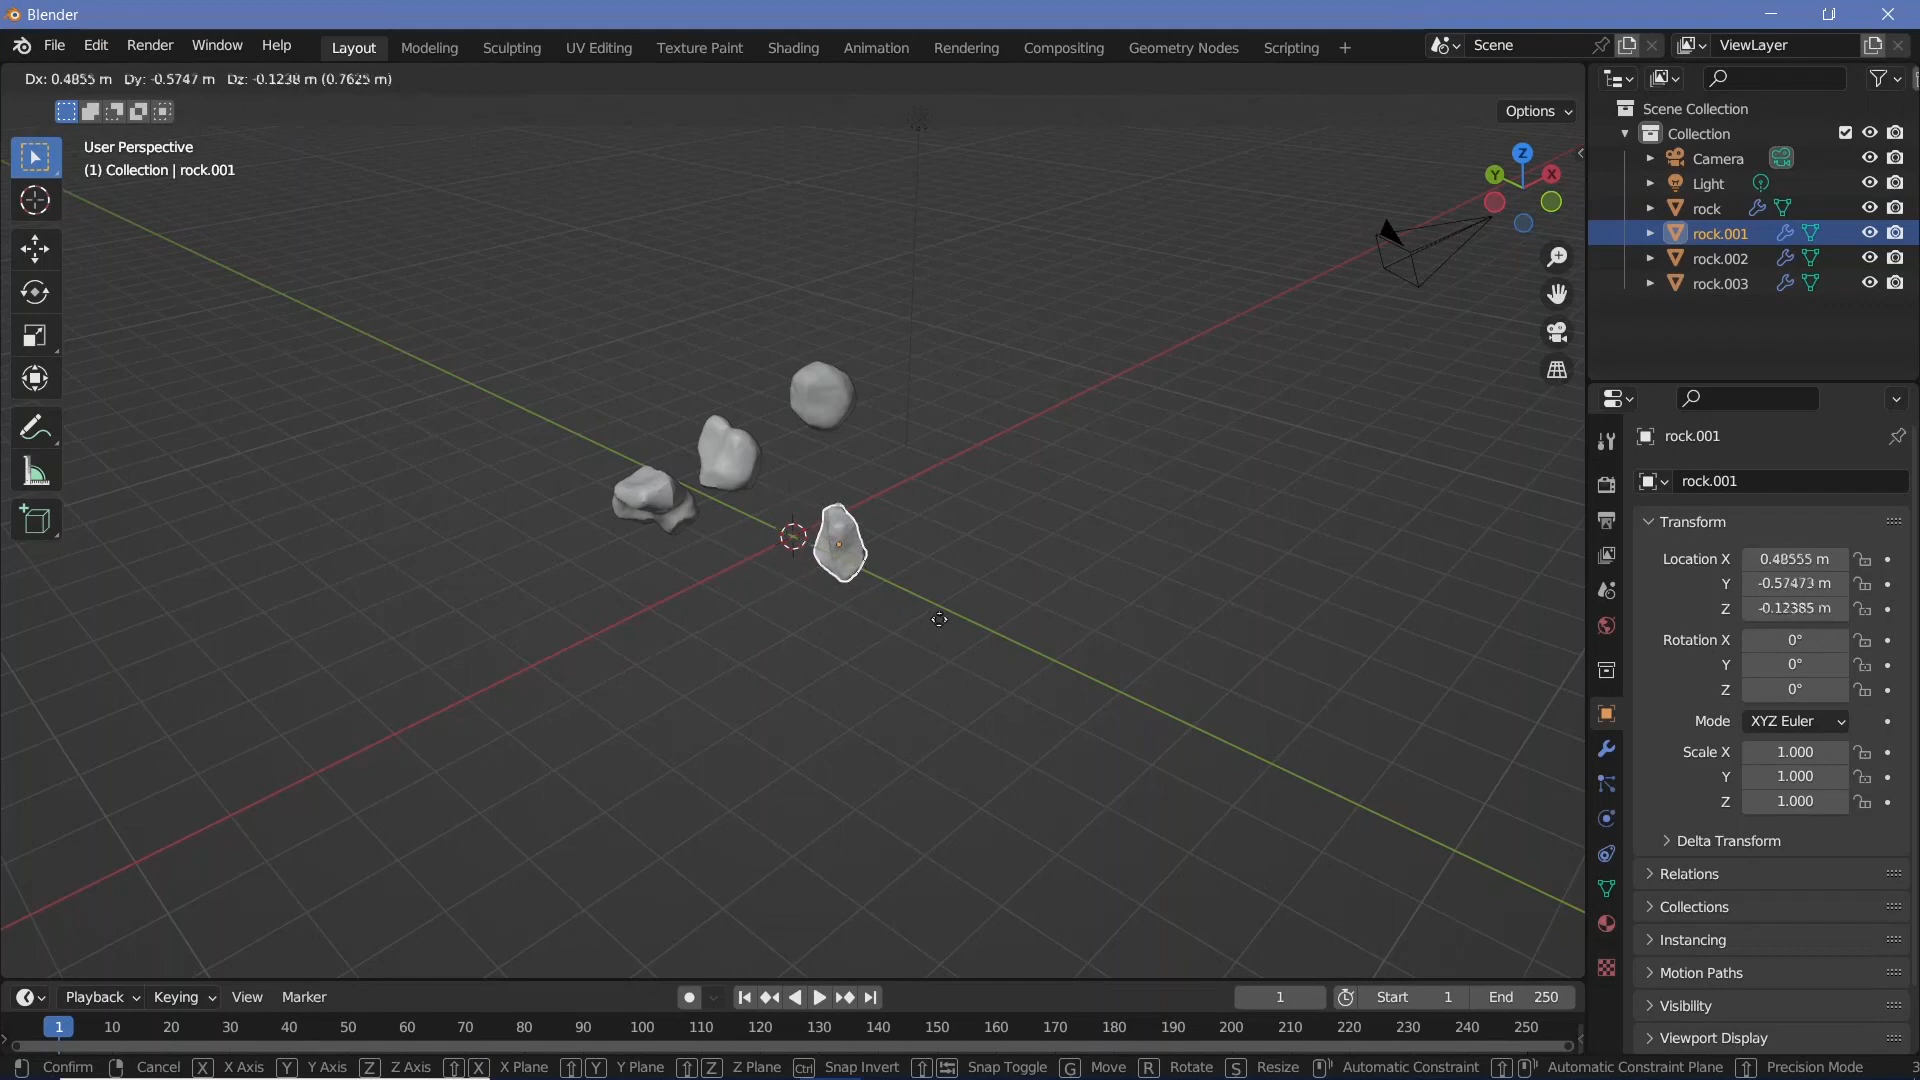 Blender
File Edit Render Window Help Layout Modeling Sculpting UV Editing Texture Paint Shading Animation Rendering Compositing Geometry Nodes Scripting + Scene ViewLayer
Dx: 0.4855 m Dy: -0.5747 m Dz: -0.1238 m (0.7625 m)
Options
User Perspective
(1) Collection | rock.001
Z
Y
X
Scene Collection
Collection
Camera
Light
rock
rock.001
rock.002
rock.003
rock.001
rock.001
Transform
Location X 0.48555 m
Y -0.57473 m
Z -0.12385 m
Rotation X 0°
Y 0°
Z 0°
Mode XYZ Euler
Scale X 1.000
Y 1.000
Z 1.000
Delta Transform
Relations
Collections
Instancing
Motion Paths
Visibility
Viewport Display
Playback Keying View Marker 1 Start 1 End 250
1 10 20 30 40 50 60 70 80 90 100 110 120 130 140 150 160 170 180 190 200 210 220 230 240 250
Confirm Cancel X X Axis Y Y Axis Z Z Axis X X Plane Y Y Plane Z Z Plane Ctrl Snap Invert Snap Toggle G Move R Rotate S Resize Automatic Constraint Automatic Constraint Plane Precision Mode